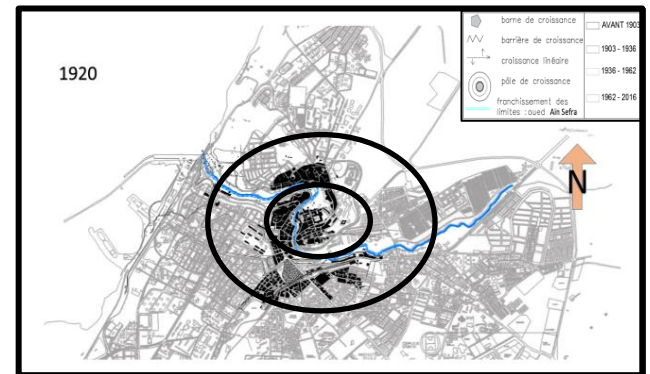 1920
borne de croissance
barrière de croissance
croissance linéaire
pôle de croissance
franchissement des
limites :oued Ain Sefra
AVANT 1903
1903 - 1936
1936 - 1962
1962 - 2016
N